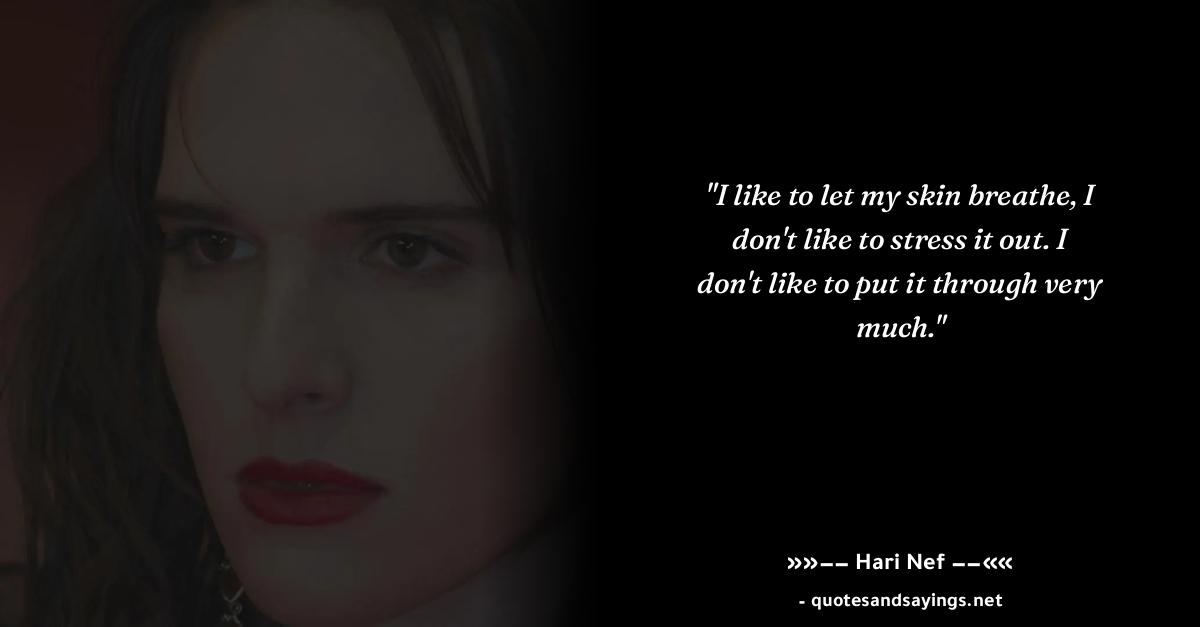 "I like to let my skin breathe, I
don't like to stress it out. I
don't like to put it through very
much."
»»−− Hari Nef −−««
- quotesandsayings.net